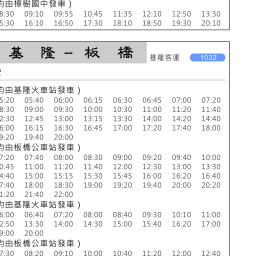 均由樟樹國中發車）
8:30 09:10 09:55 10:45 11:35 12:10 12:50 13:30
5:30 16:10 16:50 17:30 18:10 18:50 19:30 20:10
基隆–板橋 基隆客運 1032
均由基隆火車站發車）
5:20 05:40 06:00 06:15 06:30 06:45 07:00 07:20
8:30 09:00 09:30 10:00 10:30 11:00 11:20 11:40
2:30 12:45 13:00 13:15 13:30 14:00 14:20 14:40
6:00 16:15 16:30 16:45 17:00 17:20 17:40 18:00
9:20 19:40 20:00
均由板橋公車站發車）
7:20 07:40 08:00 08:30 09:00 09:20 09:40 10:00
0:45 11:00 11:20 11:40 12:00 12:30 13:00 13:30
4:40 15:00 15:15 15:30 15:45 16:00 16:20 16:40
7:40 18:00 18:30 19:00 19:20 19:40 20:00 20:20
1:20 21:40 22:00
均由基隆火車站發車）
6:00 06:40 07:20 08:00 08:40 09:30 10:10 11:00
2:50 13:30 14:00 14:30 15:00 15:40 16:20 17:00
9:00 20:00
均由板橋公車站發車）
7:30 08:20 09:10 10:00 10:40 11:20 12:00 12:40